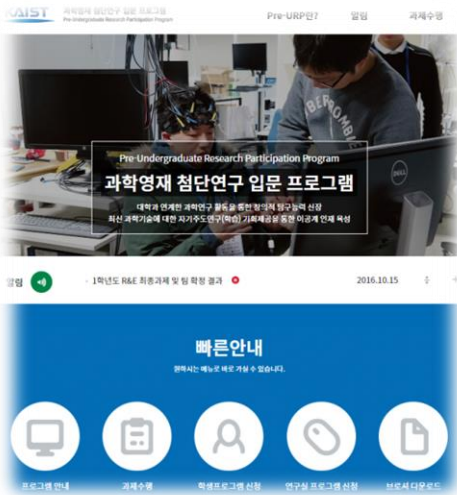 KAIST 과학영재 첨단연구 입문 프로그램
Pre-Undergraduate Research Participation Program
Pre-URP란? 알림 과제수행
ABERCROMBIE
DELL
Pre-Undergraduate Research Participation Program
과학영재 첨단연구 입문 프로그램
대학과 연계한 과학연구 활동을 통한 창의적 탐구능력 신장
최신 과학기술에 대한 자기주도연구(학습) 기회제공을 통한 이공계 인재 육성
알림 · 1학년도 R&E 최종과제 및 팀 확정 결과 2016.10.15
빠른안내
원하시는 메뉴로 바로 가실 수 있습니다.
프로그램 안내 과제수행 학생프로그램 신청 연구실 프로그램 신청 브로셔 다운로드